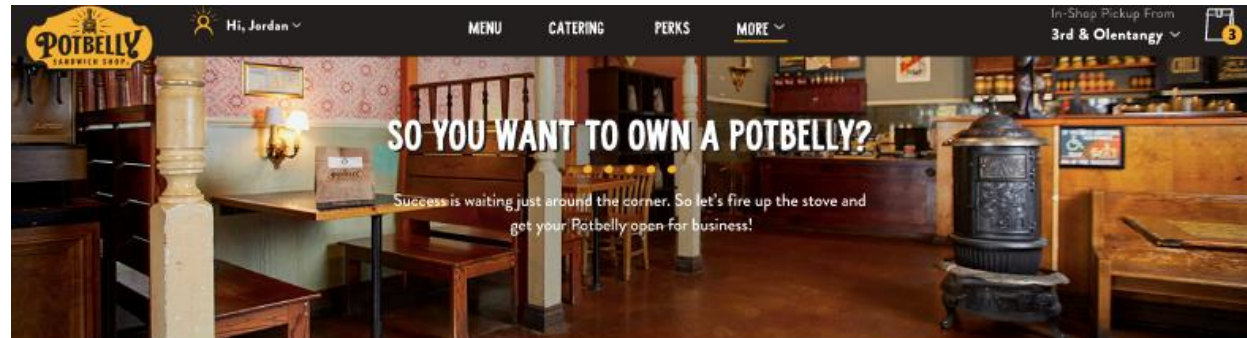 POTBELLY
SANDWICH SHOP
Hi, Jordan
MENU
CATERING
PERKS
MORE
In-Shop Pickup From
3rd & Olentangy
3
SO YOU WANT TO OWN A POTBELLY?
Success is waiting just around the corner. So let's fire up the stove and
get your Potbelly open for business!